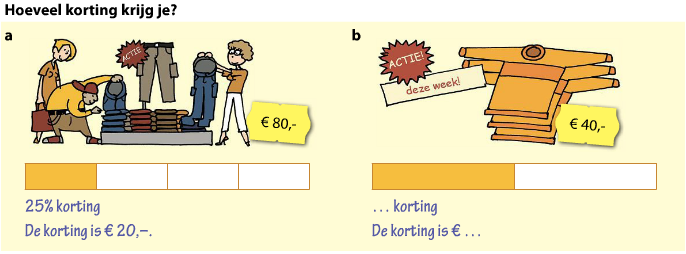 Hoeveel korting krijg je?
a
ACTIE!
€ 80,-
25% korting
De korting is € 20,–.
b
ACTIE!
deze week!
€ 40,-
... korting
De korting is € ...